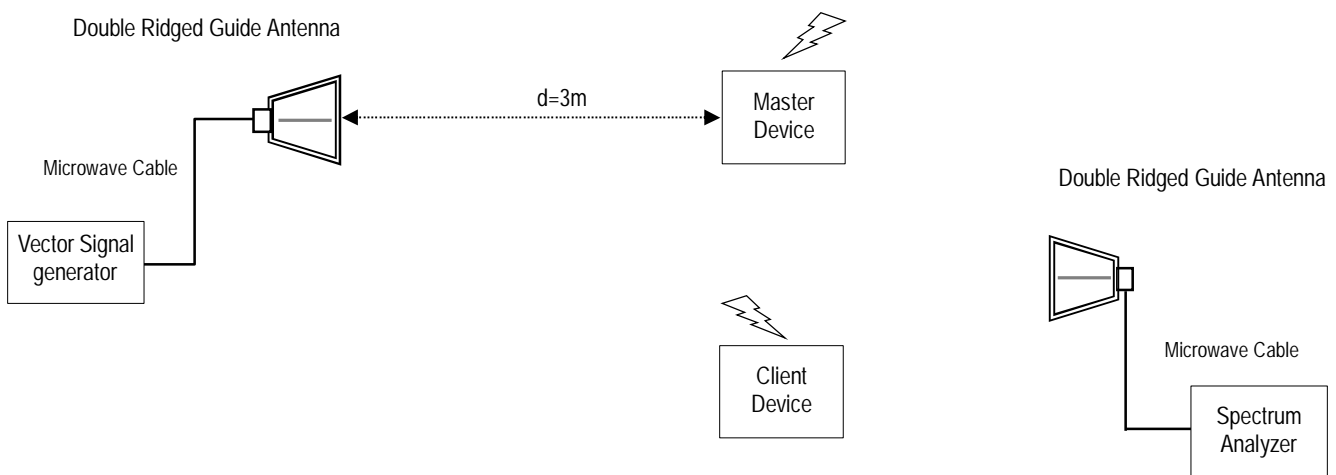 Double Ridged Guide Antenna
d=3m
Master
Device
Microwave Cable
Vector Signal
generator
Double Ridged Guide Antenna
Client
Device
Microwave Cable
Spectrum
Analyzer